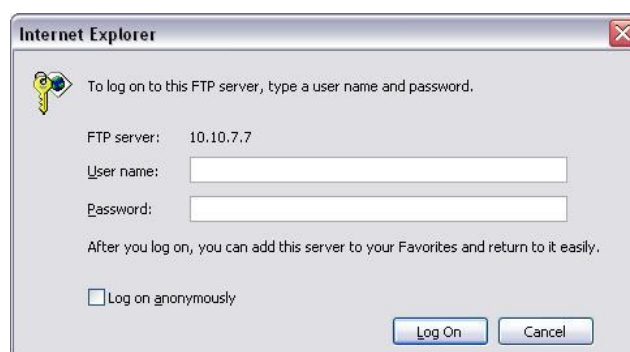 Internet Explorer
To log on to this FTP server, type a user name and password.
FTP server: 10.10.7.7
User name:
Password:
After you log on, you can add this server to your Favorites and return to it easily.
Log on anonymously
Log On Cancel